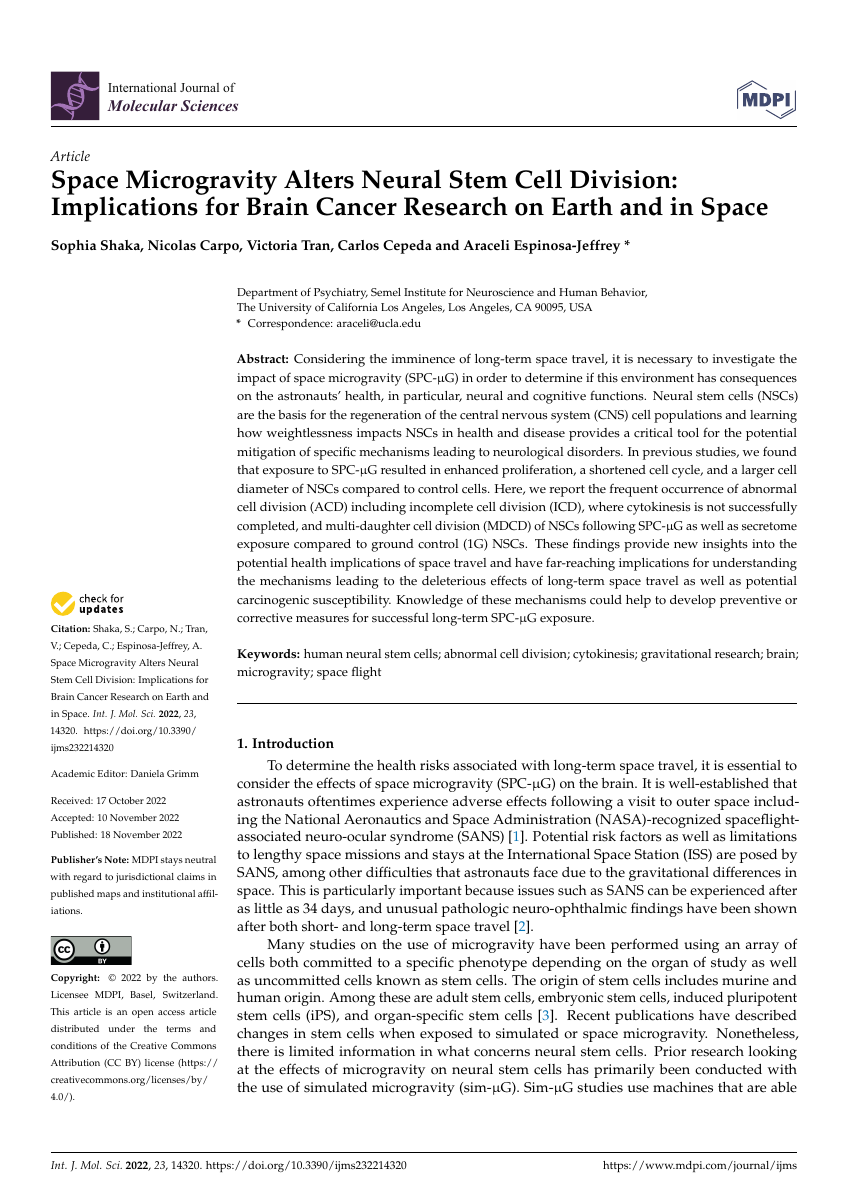 International Journal of
Molecular Sciences
MDPI
Article
Space Microgravity Alters Neural Stem Cell Division:
Implications for Brain Cancer Research on Earth and in Space
Sophia Shaka, Nicolas Carpo, Victoria Tran, Carlos Cepeda and Araceli Espinosa-Jeffrey *
Department of Psychiatry, Semel Institute for Neuroscience and Human Behavior,
The University of California Los Angeles, Los Angeles, CA 90095, USA
* Correspondence: araceli@ucla.edu
Abstract: Considering the imminence of long-term space travel, it is necessary to investigate the
impact of space microgravity (SPC-µG) in order to determine if this environment has consequences
on the astronauts' health, in particular, neural and cognitive functions. Neural stem cells (NSCs)
are the basis for the regeneration of the central nervous system (CNS) cell populations and learning
how weightlessness impacts NSCs in health and disease provides a critical tool for the potential
mitigation of specific mechanisms leading to neurological disorders. In previous studies, we found
that exposure to SPC-µG resulted in enhanced proliferation, a shortened cell cycle, and a larger cell
diameter of NSCs compared to control cells. Here, we report the frequent occurrence of abnormal
cell division (ACD) including incomplete cell division (ICD), where cytokinesis is not successfully
completed, and multi-daughter cell division (MDCD) of NSCs following SPC-µG as well as secretome
exposure compared to ground control (1G) NSCs. These findings provide new insights into the
potential health implications of space travel and have far-reaching implications for understanding
the mechanisms leading to the deleterious effects of long-term space travel as well as potential
carcinogenic susceptibility. Knowledge of these mechanisms could help to develop preventive or
corrective measures for successful long-term SPC-µG exposure.
Keywords: human neural stem cells; abnormal cell division; cytokinesis; gravitational research; brain;
microgravity; space flight
check for
updates
Citation: Shaka, S.; Carpo, N.; Tran,
V.; Cepeda, C.; Espinosa-Jeffrey, A.
Space Microgravity Alters Neural
Stem Cell Division: Implications for
Brain Cancer Research on Earth and
in Space. Int. J. Mol. Sci. 2022, 23,
14320. https://doi.org/10.3390/
ijms232214320
Academic Editor: Daniela Grimm
Received: 17 October 2022
Accepted: 10 November 2022
Published: 18 November 2022
Publisher's Note: MDPI stays neutral
with regard to jurisdictional claims in
published maps and institutional affil-
iations.
cc
BY
Copyright: © 2022 by the authors.
Licensee MDPI, Basel, Switzerland.
This article is an open access article
distributed under the terms and
conditions of the Creative Commons
Attribution (CC BY) license (https://
creativecommons.org/licenses/by/
4.0/).
1. Introduction
To determine the health risks associated with long-term space travel, it is essential to
consider the effects of space microgravity (SPC-µG) on the brain. It is well-established that
astronauts oftentimes experience adverse effects following a visit to outer space includ-
ing the National Aeronautics and Space Administration (NASA)-recognized spaceflight-
associated neuro-ocular syndrome (SANS) [1]. Potential risk factors as well as limitations
to lengthy space missions and stays at the International Space Station (ISS) are posed by
SANS, among other difficulties that astronauts face due to the gravitational differences in
space. This is particularly important because issues such as SANS can be experienced after
as little as 34 days, and unusual pathologic neuro-ophthalmic findings have been shown
after both short- and long-term space travel [2].
Many studies on the use of microgravity have been performed using an array of
cells both committed to a specific phenotype depending on the organ of study as well
as uncommitted cells known as stem cells. The origin of stem cells includes murine and
human origin. Among these are adult stem cells, embryonic stem cells, induced pluripotent
stem cells (iPS), and organ-specific stem cells [3]. Recent publications have described
changes in stem cells when exposed to simulated or space microgravity. Nonetheless,
there is limited information in what concerns neural stem cells. Prior research looking
at the effects of microgravity on neural stem cells has primarily been conducted with
the use of simulated microgravity (sim-µG). Sim-µG studies use machines that are able
Int. J. Mol. Sci. 2022, 23, 14320. https://doi.org/10.3390/ijms232214320
https://www.mdpi.com/journal/ijms